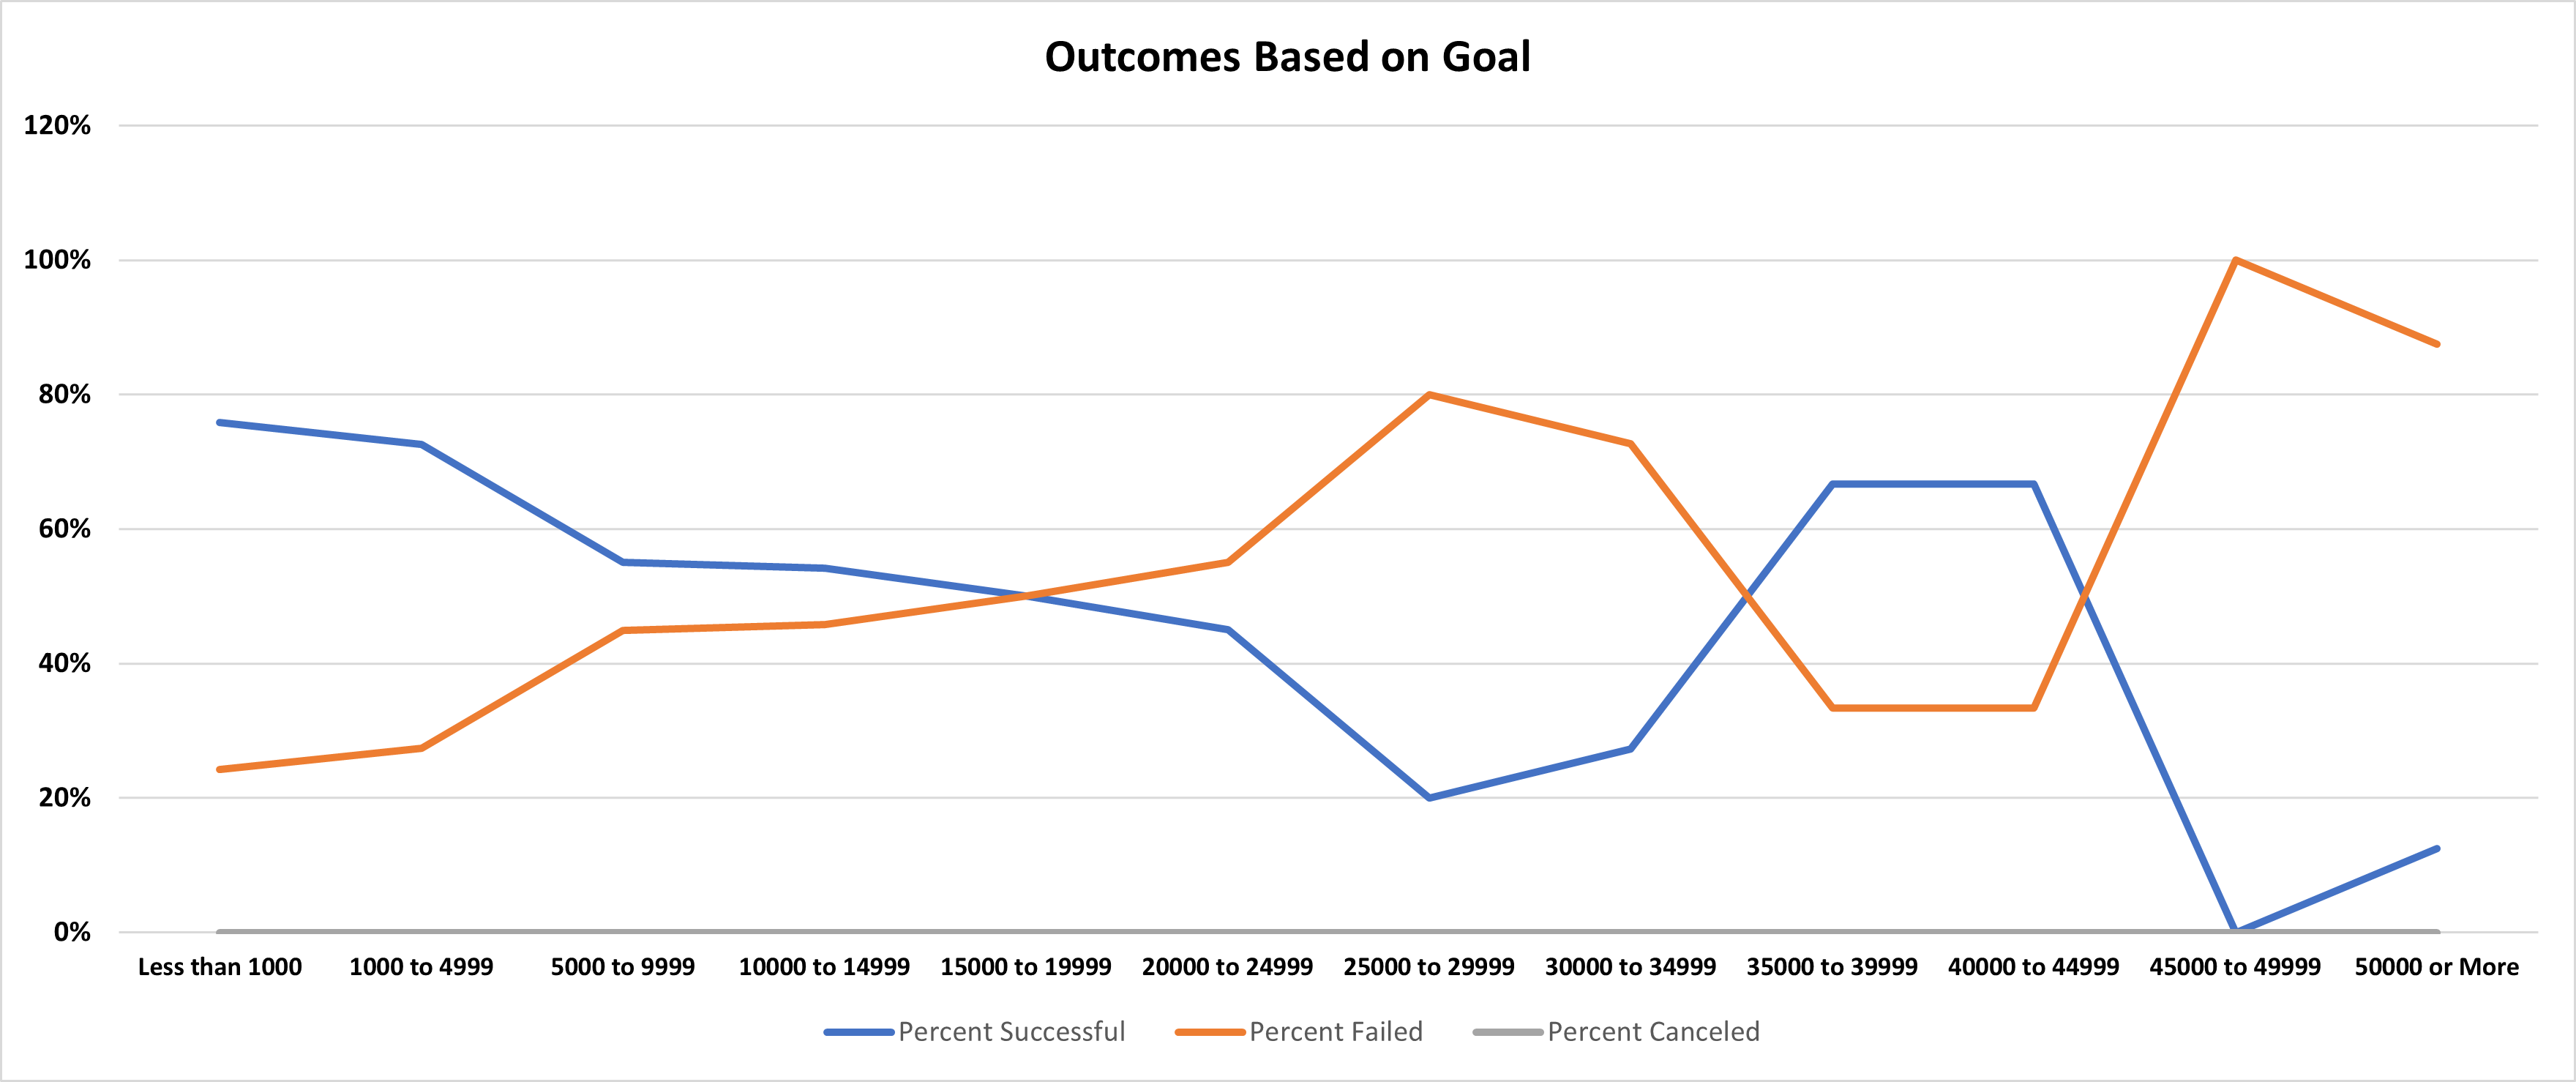 Outcomes Based on Goal
120%
100%
80%
60%
40%
20%
0%
Less than 1000 1000 to 4999 5000 to 9999 10000 to 14999 15000 to 19999 20000 to 24999 25000 to 29999 30000 to 34999 35000 to 39999 40000 to 44999 45000 to 49999 50000 or More
Percent Successful Percent Failed Percent Canceled